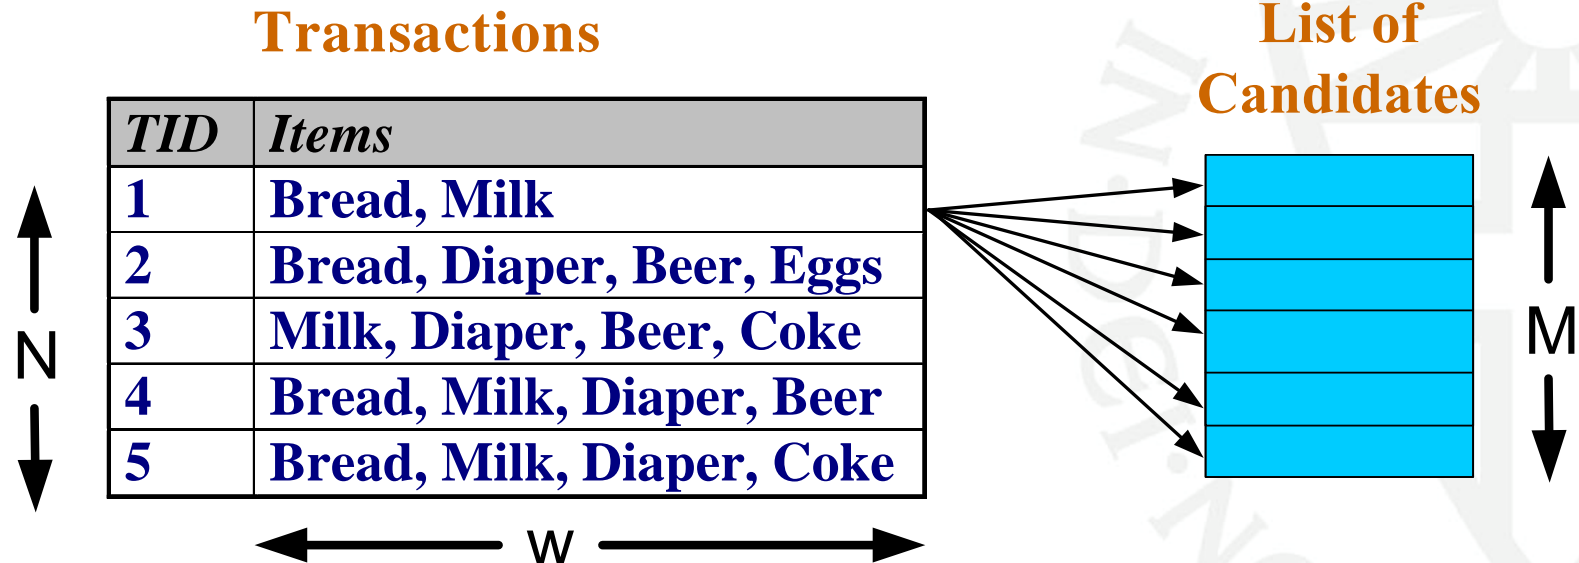 Transactions
List of
Candidates
TID Items
1 Bread, Milk
2 Bread, Diaper, Beer, Eggs
3 Milk, Diaper, Beer, Coke
4 Bread, Milk, Diaper, Beer
5 Bread, Milk, Diaper, Coke
N
M
w